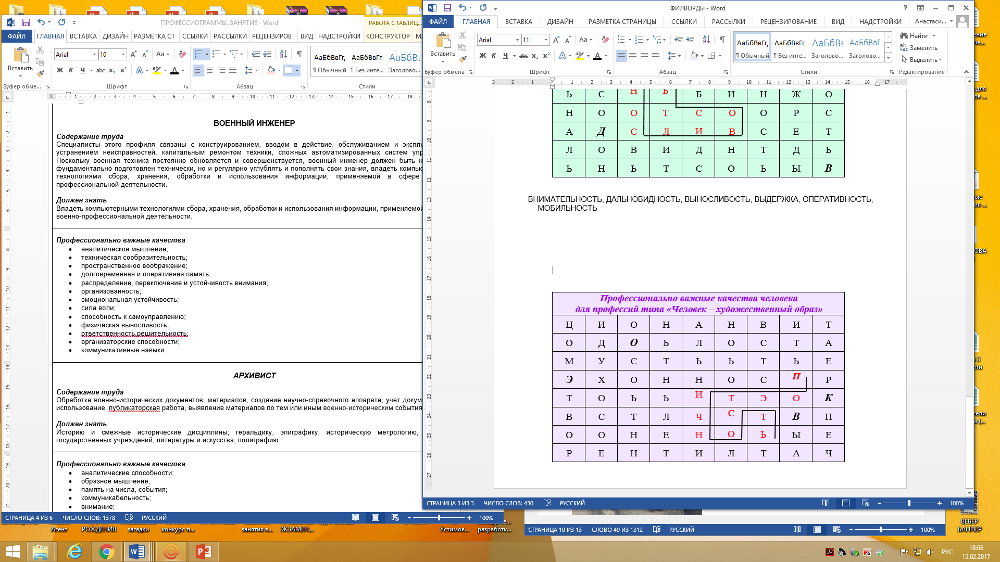 ПРОФЕССИОГРАММЫ. ЗАНЯТИЕ - Word
РАБОТА С ТАБЛИЦ...
ФАЙЛ ГЛАВНАЯ ВСТАВКА ДИЗАЙН РАЗМЕТКА СТ ССЫЛКИ РАССЫЛКИ РЕЦЕНЗИРОВ ВИД НАДСТРОЙКИ КОНСТРУКТОР МА
Вставить
Arial 10
Ж К Ч abc
АаБбВвГг, АаБбВвГг, АаБбВв
¶ Обычный ¶ Без инте... Заголово...
Буфер обме... Шрифт Абзац Стили
ВОЕННЫЙ ИНЖЕНЕР
Содержание труда
Специалисты этого профиля связаны с конструированием, вводом в действие, обслуживанием и эксплу
устранением неисправностей, капитальным ремонтом техники, сложных автоматизированных систем упр
Поскольку военная техника постоянно обновляется и совершенствуется, военный инженер должен быть н
фундаментально подготовлен технически, но и регулярно углублять и пополнять свои знания, владеть компью
технологиями сбора, хранения, обработки и использования информации, применяемой в сфере
профессиональной деятельности.
Должен знать
Владеть компьютерными технологиями сбора, хранения, обработки и использования информации, применяемой
военно-профессиональной деятельности.
Профессионально важные качества
• аналитическое мышление;
• техническая сообразительность;
• пространственное воображение;
• долговременная и оперативная память;
• распределение, переключение и устойчивость внимания;
• организованность;
• эмоциональная устойчивость;
• сила воли;
• способность к самоуправлению;
• физическая выносливость;
• ответственность,решительность;
• организаторские способности;
• коммуникативные навыки.
АРХИВИСТ
Содержание труда
Обработка военно-исторических документов, материалов, создание научно-справочного аппарата, учет докум
использование, публикаторская работа, выявление материалов по тем или иным военно-историческим события
Должен знать
Историю и смежные исторические дисциплины; геральдику, эпиграфику, историческую метрологию,
государственных учреждений, литературы и искусства, полиграфию.
Профессионально важные качества
• аналитические способности;
• образное мышление;
• память на числа, события;
• коммуникабельность;
• внимание;
СТРАНИЦА 4 ИЗ 6 ЧИСЛО СЛОВ: 1378 РУССКИЙ 100%
ФИЛВОРДЫ - Word
ФАЙЛ ГЛАВНАЯ ВСТАВКА ДИЗАЙН РАЗМЕТКА СТРАНИЦЫ ССЫЛКИ РАССЫЛКИ РЕЦЕНЗИРОВАНИЕ ВИД НАДСТРОЙКИ Анастаси...
Вставить
Arial 11
Ж К Ч abc
АаБбВвГг, АаБбВвГг, АаБбВв АаБбВвГ
¶ Обычный ¶ Без инте... Заголово... Заголово...
Найти
Заменить
Выделить
Буфер обмена Шрифт Абзац Стили Редактирование
Ь С Н Ь Б И Н Ж О
Н О О Т С О О Р С
А Д С Л И В С Е Т
Л О В И Д Н Т Д Ь
Ь Н Ь Т С О Ь Ы В
ВНИМАТЕЛЬНОСТЬ, ДАЛЬНОВИДНОСТЬ, ВЫНОСЛИВОСТЬ, ВЫДЕРЖКА, ОПЕРАТИВНОСТЬ,
МОБИЛЬНОСТЬ
Профессионально важные качества человека
для профессий типа «Человек – художественный образ»
Ц И О Н А Н В И Т
О Д О Ь Л О С Т А
М У С Т Ь Ь Т Ь Е
Э Х О Н Н О С П Р
Т О Ь Ь И Т Э О К
В С Т Л Ч С Т В П
О О Н Е Н О Ь Ы Е
Р Е Н Т И Л Т А Ч
СТРАНИЦА 3 ИЗ 3 ЧИСЛО СЛОВ: 430 РУССКИЙ 100%
СТРАНИЦА 10 ИЗ 13 СЛОВО 49 ИЗ 1312 РУССКИЙ 100%
Агент РОЖДЕНИЯ загадки конкурс п... занятия в... ЭКЗАМЕН... Устимов... разработк...
ВЕБЕР
БАННЕР
РУС
18:06
15.02.2017